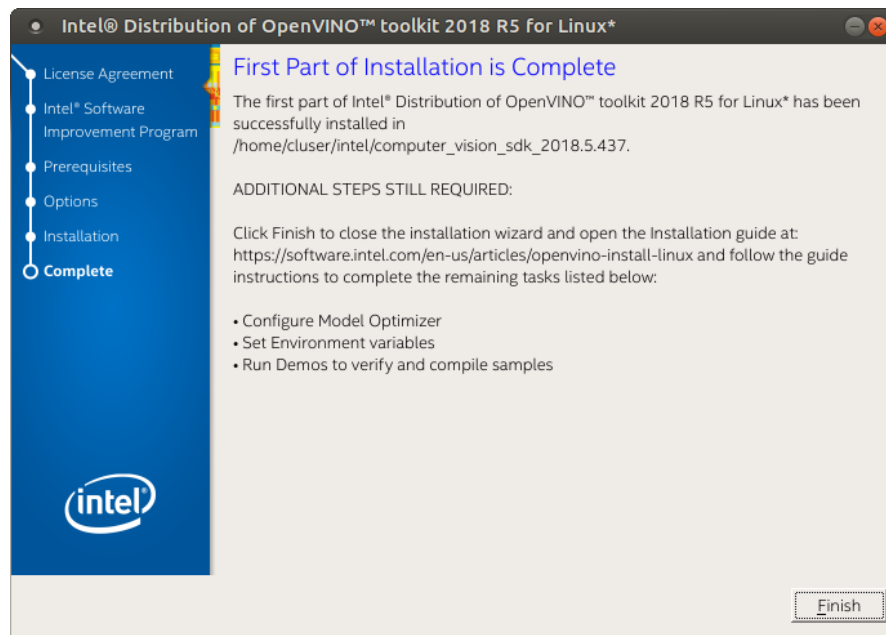 Intel® Distribution of OpenVINO™ toolkit 2018 R5 for Linux*
License Agreement
Intel® Software
Improvement Program
Prerequisites
Options
Installation
Complete
First Part of Installation is Complete
The first part of Intel® Distribution of OpenVINO™ toolkit 2018 R5 for Linux* has been
successfully installed in
/home/cluser/intel/computer_vision_sdk_2018.5.437.
ADDITIONAL STEPS STILL REQUIRED:
Click Finish to close the installation wizard and open the Installation guide at:
https://software.intel.com/en-us/articles/openvino-install-linux and follow the guide
instructions to complete the remaining tasks listed below:
• Configure Model Optimizer
• Set Environment variables
• Run Demos to verify and compile samples
intel®
Finish